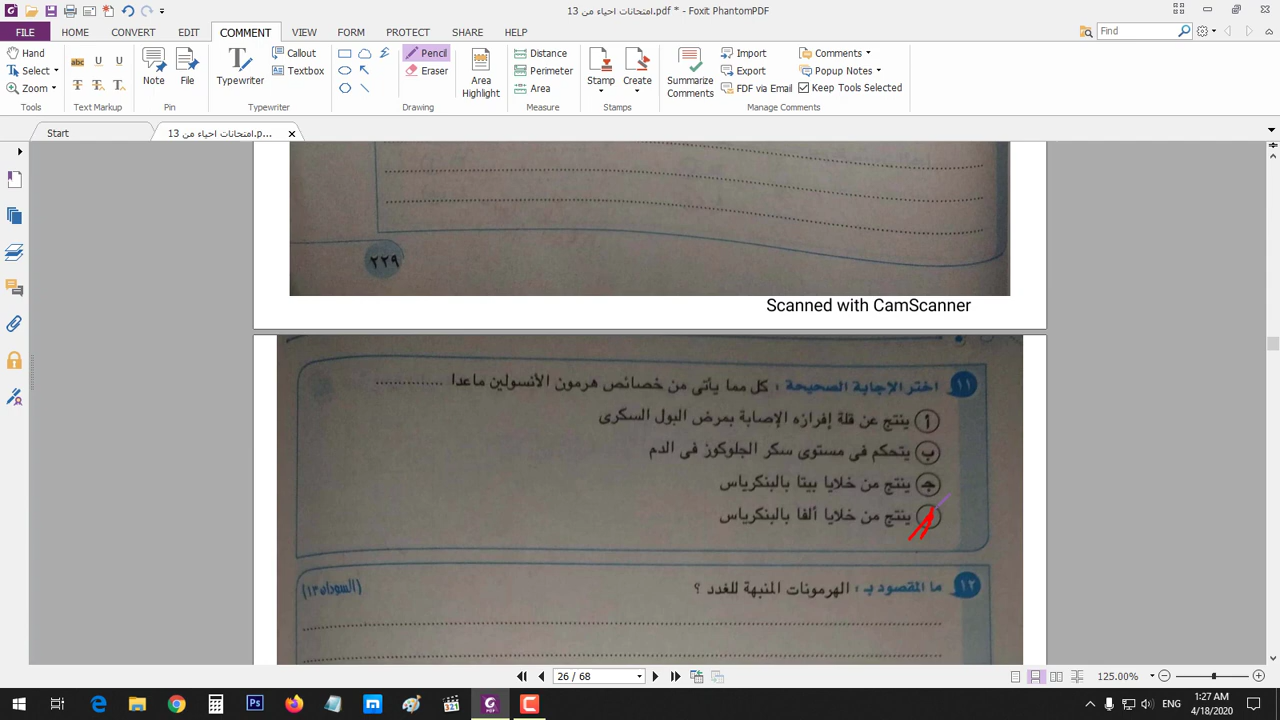 امتحانات احياء من 13.pdf * - Foxit PhantomPDF
FILE HOME CONVERT EDIT COMMENT VIEW FORM PROTECT SHARE HELP Find
Hand
Select
Zoom
Tools
Text Markup
Note
File
Pin
Typewriter
Callout
Textbox
Typewriter
Pencil
Eraser
Drawing
Area Highlight
Distance
Perimeter
Area
Measure
Stamp
Create
Stamps
Summarize Comments
Import
Export
FDF via Email
Comments
Popup Notes
Keep Tools Selected
Manage Comments
Start
امتحانات احياء من 13.p...
٢٢٩
Scanned with CamScanner
١١ اختر الإجابة الصحيحة : كل مما يأتى من خصائص هرمون الأنسولين ماعدا ................
أ ينتج عن قلة إفرازه الإصابة بمرض البول السكرى
ب يتحكم فى مستوى سكر الجلوكوز فى الدم
جـ ينتج من خلايا بيتا بالبنكرياس
ينتج من خلايا ألفا بالبنكرياس
١٢ ما المقصود بـ : الهرمونات المنبهة للغدد ؟ (السودان ١٣)
26 / 68
125.00%
ENG
1:27 AM
4/18/2020